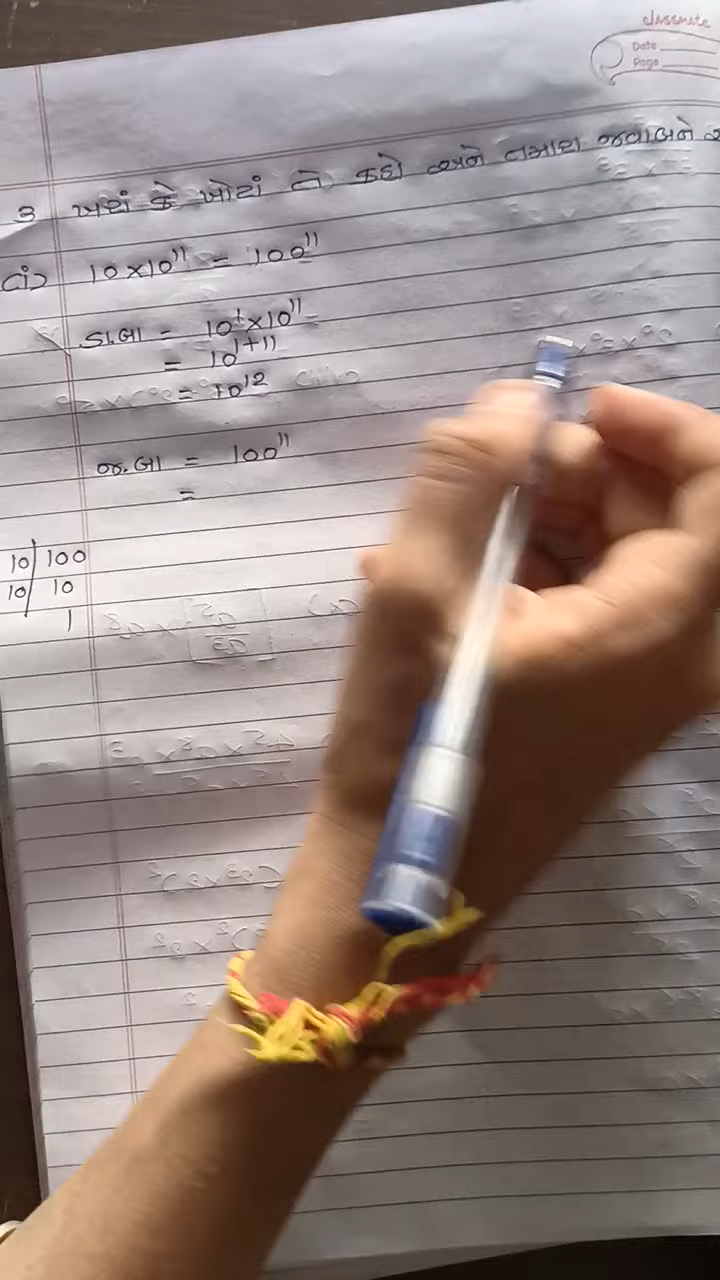 classmate
Date
Page
3 ખરાં કે ખોટાં તે કહો અને તમારા જવાબને
(i) 10 × 10¹¹ = 100¹¹
ડા.બા = 10¹ × 10¹¹
= 10¹⁺¹¹
= 10¹²
જ.બા = 100¹¹
=
10 | 100
10 | 10
1